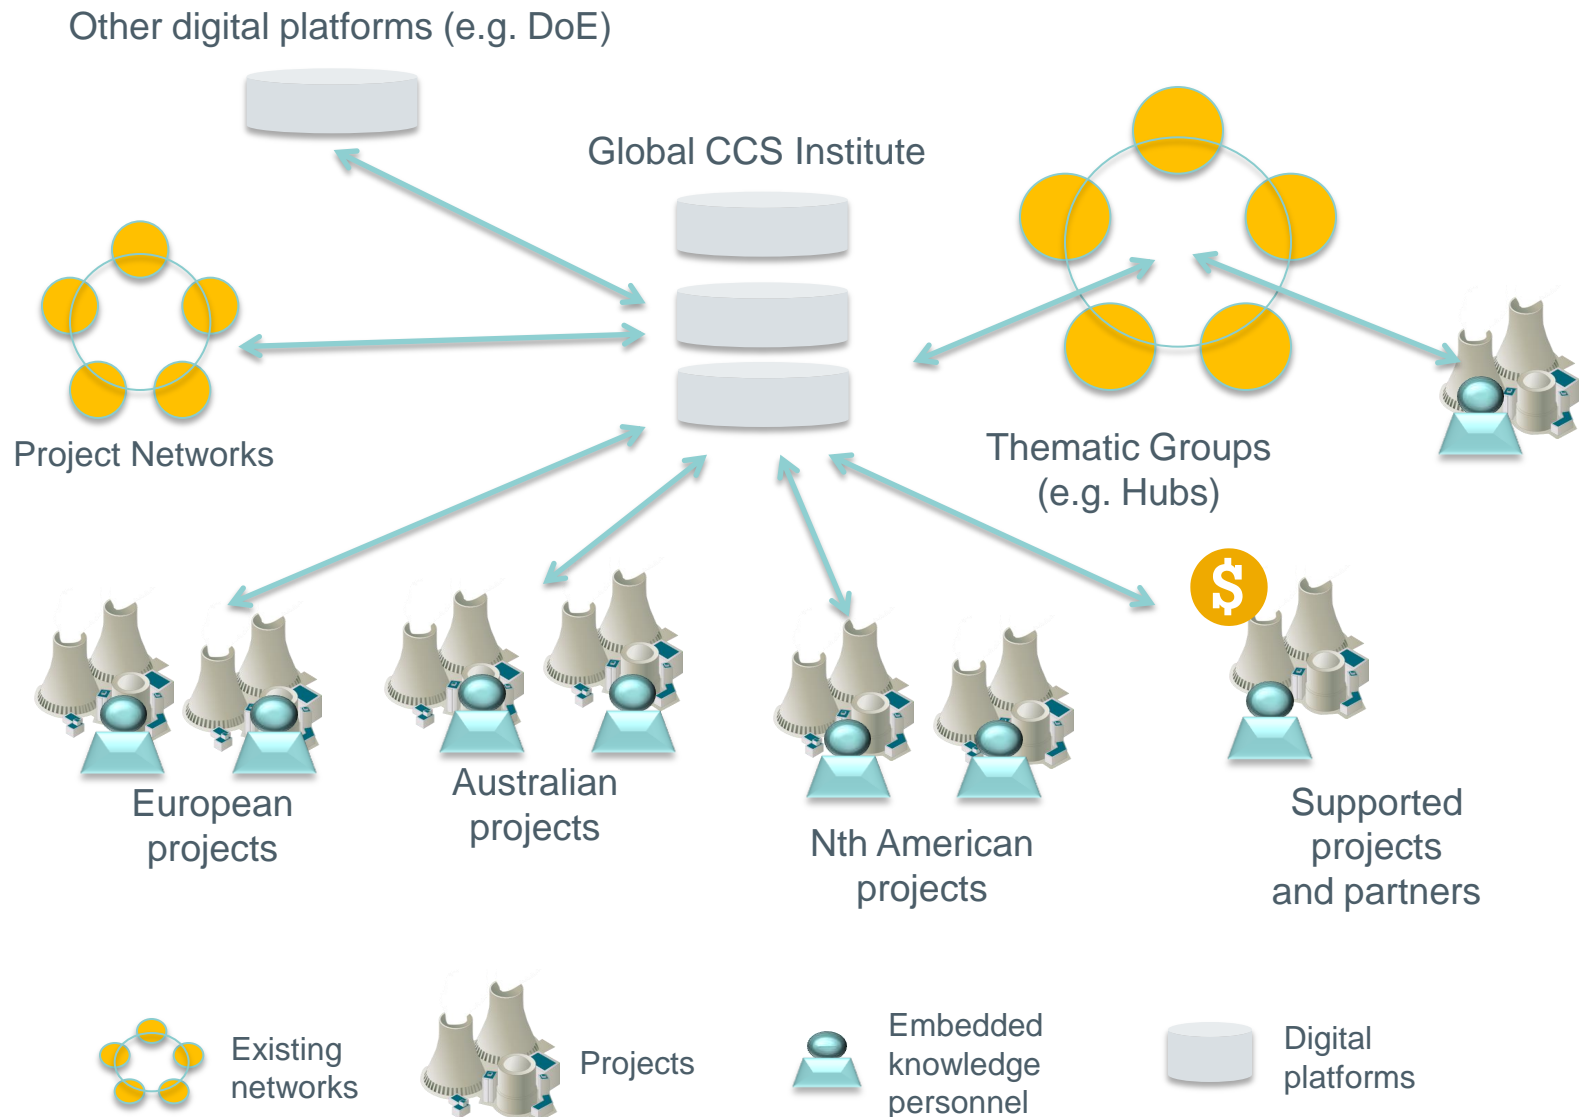 Other digital platforms (e.g. DoE)
Global CCS Institute
Project Networks
Thematic Groups
(e.g. Hubs)
$
European
projects
Australian
projects
Nth American
projects
Supported
projects
and partners
Existing
networks
Projects
Embedded
knowledge
personnel
Digital
platforms